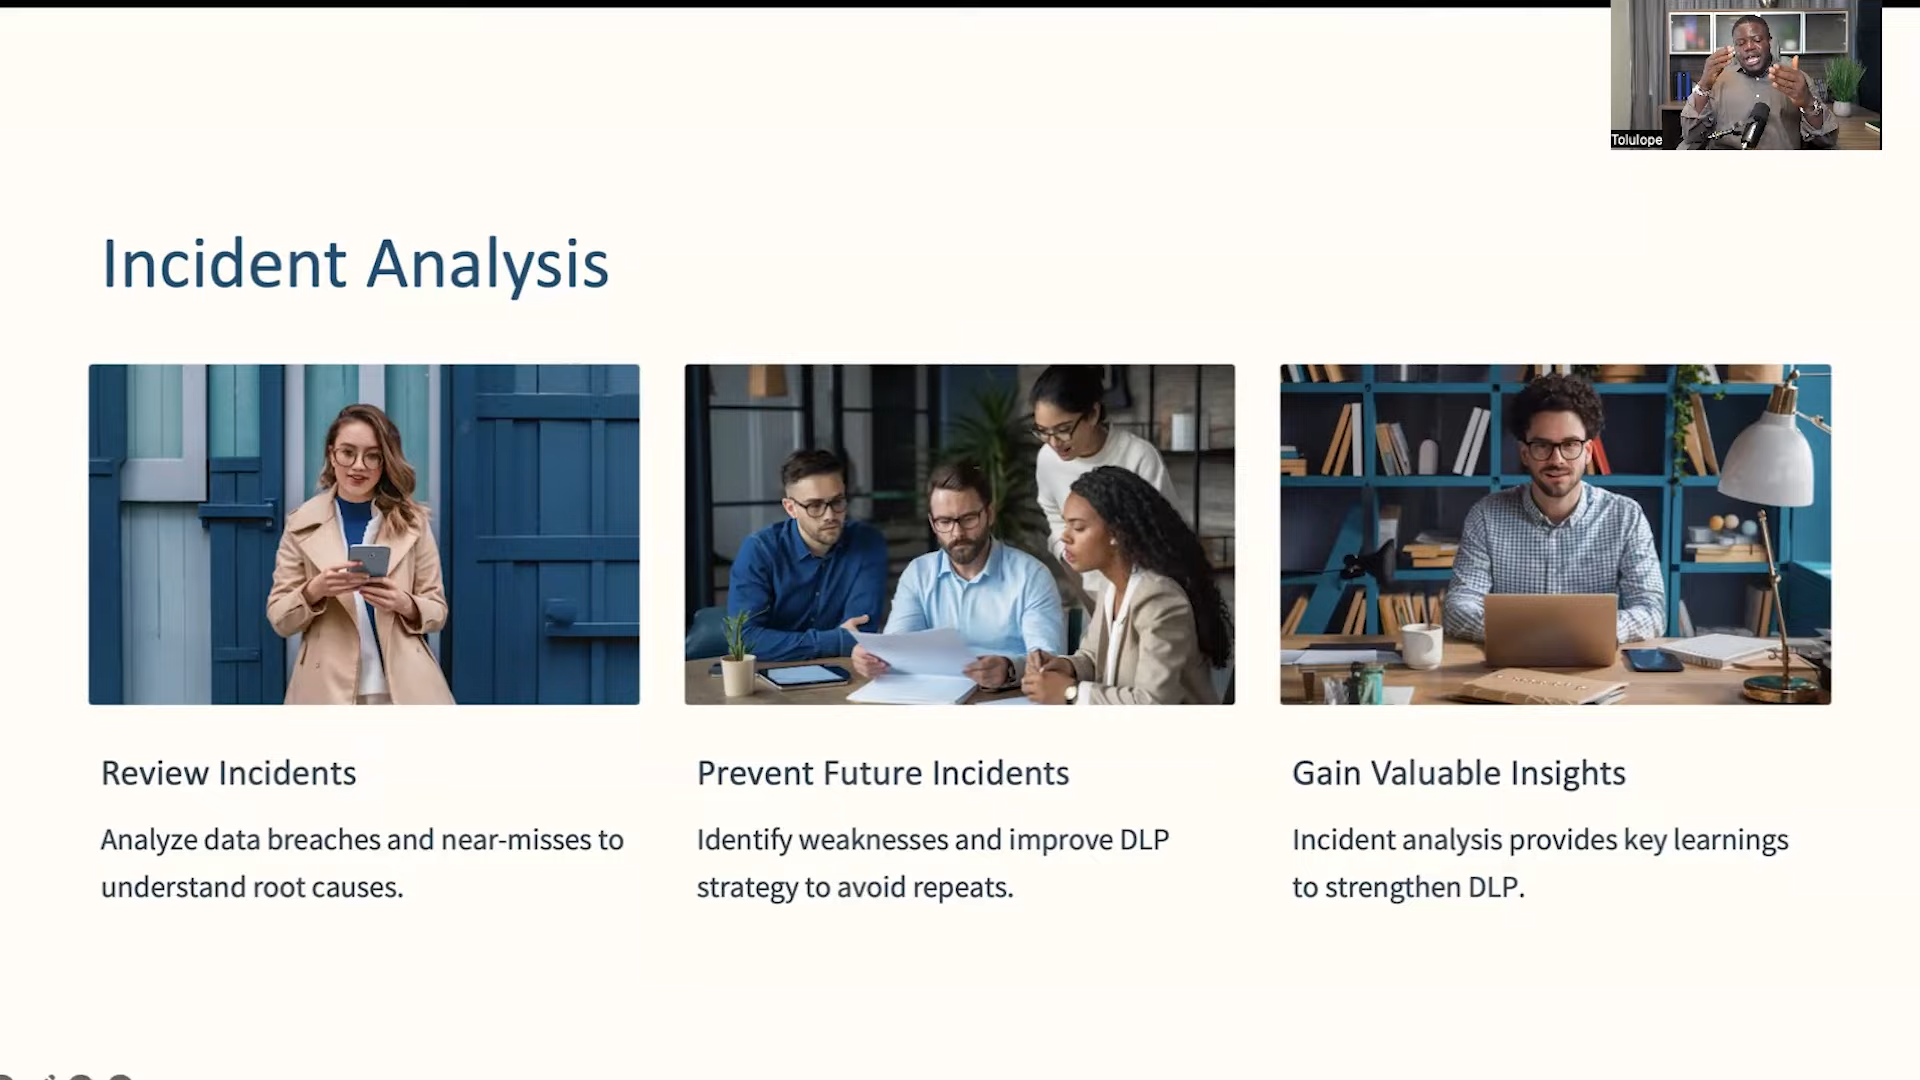 Tolulope
Incident Analysis
Review Incidents
Analyze data breaches and near-misses to
understand root causes.
Prevent Future Incidents
Identify weaknesses and improve DLP
strategy to avoid repeats.
Gain Valuable Insights
Incident analysis provides key learnings
to strengthen DLP.